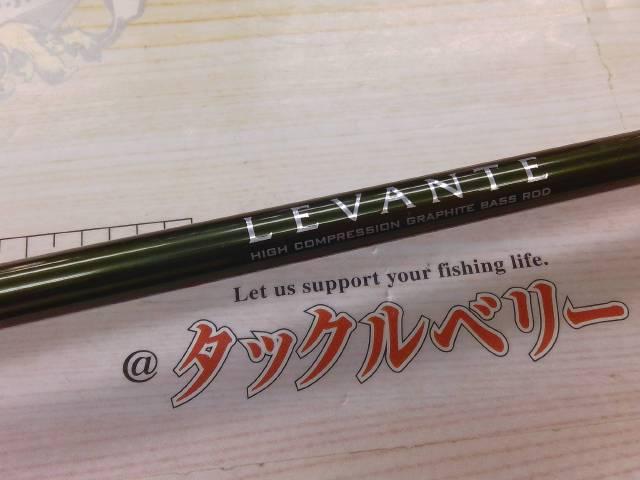 LEVANTE
HIGH COMPRESSION GRAPHITE BASS ROD
Let us support your fishing life.
@タックルベリー